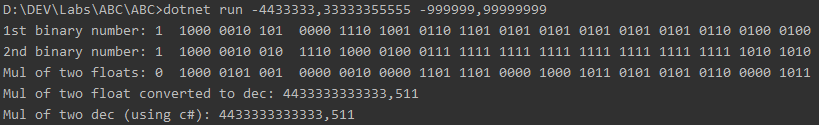 D:\DEV\Labs\ABC\ABC>dotnet run -4433333,33333355555 -999999,99999999
1st binary number: 1  1000 0010 101  0000 1110 1001 0110 1101 0101 0101 0101 0101 0101 0110 0100 0100
2nd binary number: 1  1000 0010 010  1110 1000 0100 0111 1111 1111 1111 1111 1111 1111 1111 1010 1010
Mul of two floats: 0  1000 0101 001  0000 0010 0000 1101 1101 0000 1000 1011 0101 0101 0110 0000 1011
Mul of two float converted to dec: 4433333333333,511
Mul of two dec (using c#): 4433333333333,511